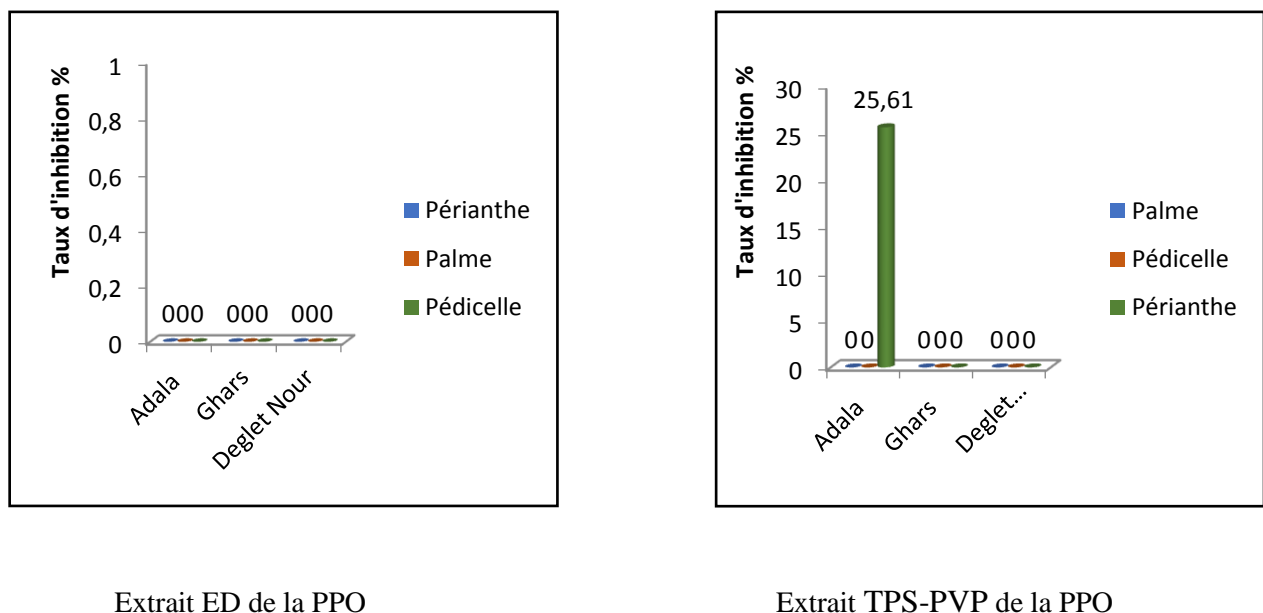 Taux d'inhibition %
1
0,8
0,6
0,4
0,2
0
000 000 000
Adala
Ghars
Deglet Nour
Périanthe
Palme
Pédicelle
Taux d'inhibition %
30
25
20
15
10
5
0
25,61
00 000 000
Adala
Ghars
Deglet...
Palme
Pédicelle
Périanthe
Extrait ED de la PPO
Extrait TPS-PVP de la PPO